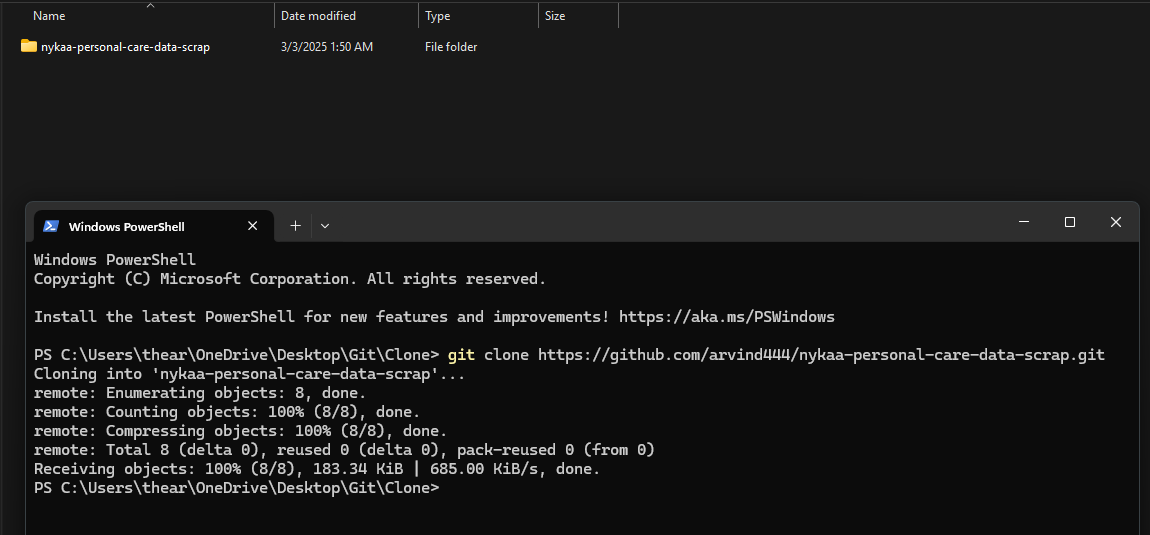 Name Date modified Type Size
nykaa-personal-care-data-scrap 3/3/2025 1:50 AM File folder
Windows PowerShell
Windows PowerShell
Copyright (C) Microsoft Corporation. All rights reserved.
Install the latest PowerShell for new features and improvements! https://aka.ms/PSWindows
PS C:\Users\thear\OneDrive\Desktop\Git\Clone> git clone https://github.com/arvind444/nykaa-personal-care-data-scrap.git
Cloning into 'nykaa-personal-care-data-scrap'...
remote: Enumerating objects: 8, done.
remote: Counting objects: 100% (8/8), done.
remote: Compressing objects: 100% (8/8), done.
remote: Total 8 (delta 0), reused 0 (delta 0), pack-reused 0 (from 0)
Receiving objects: 100% (8/8), 183.34 KiB | 685.00 KiB/s, done.
PS C:\Users\thear\OneDrive\Desktop\Git\Clone>